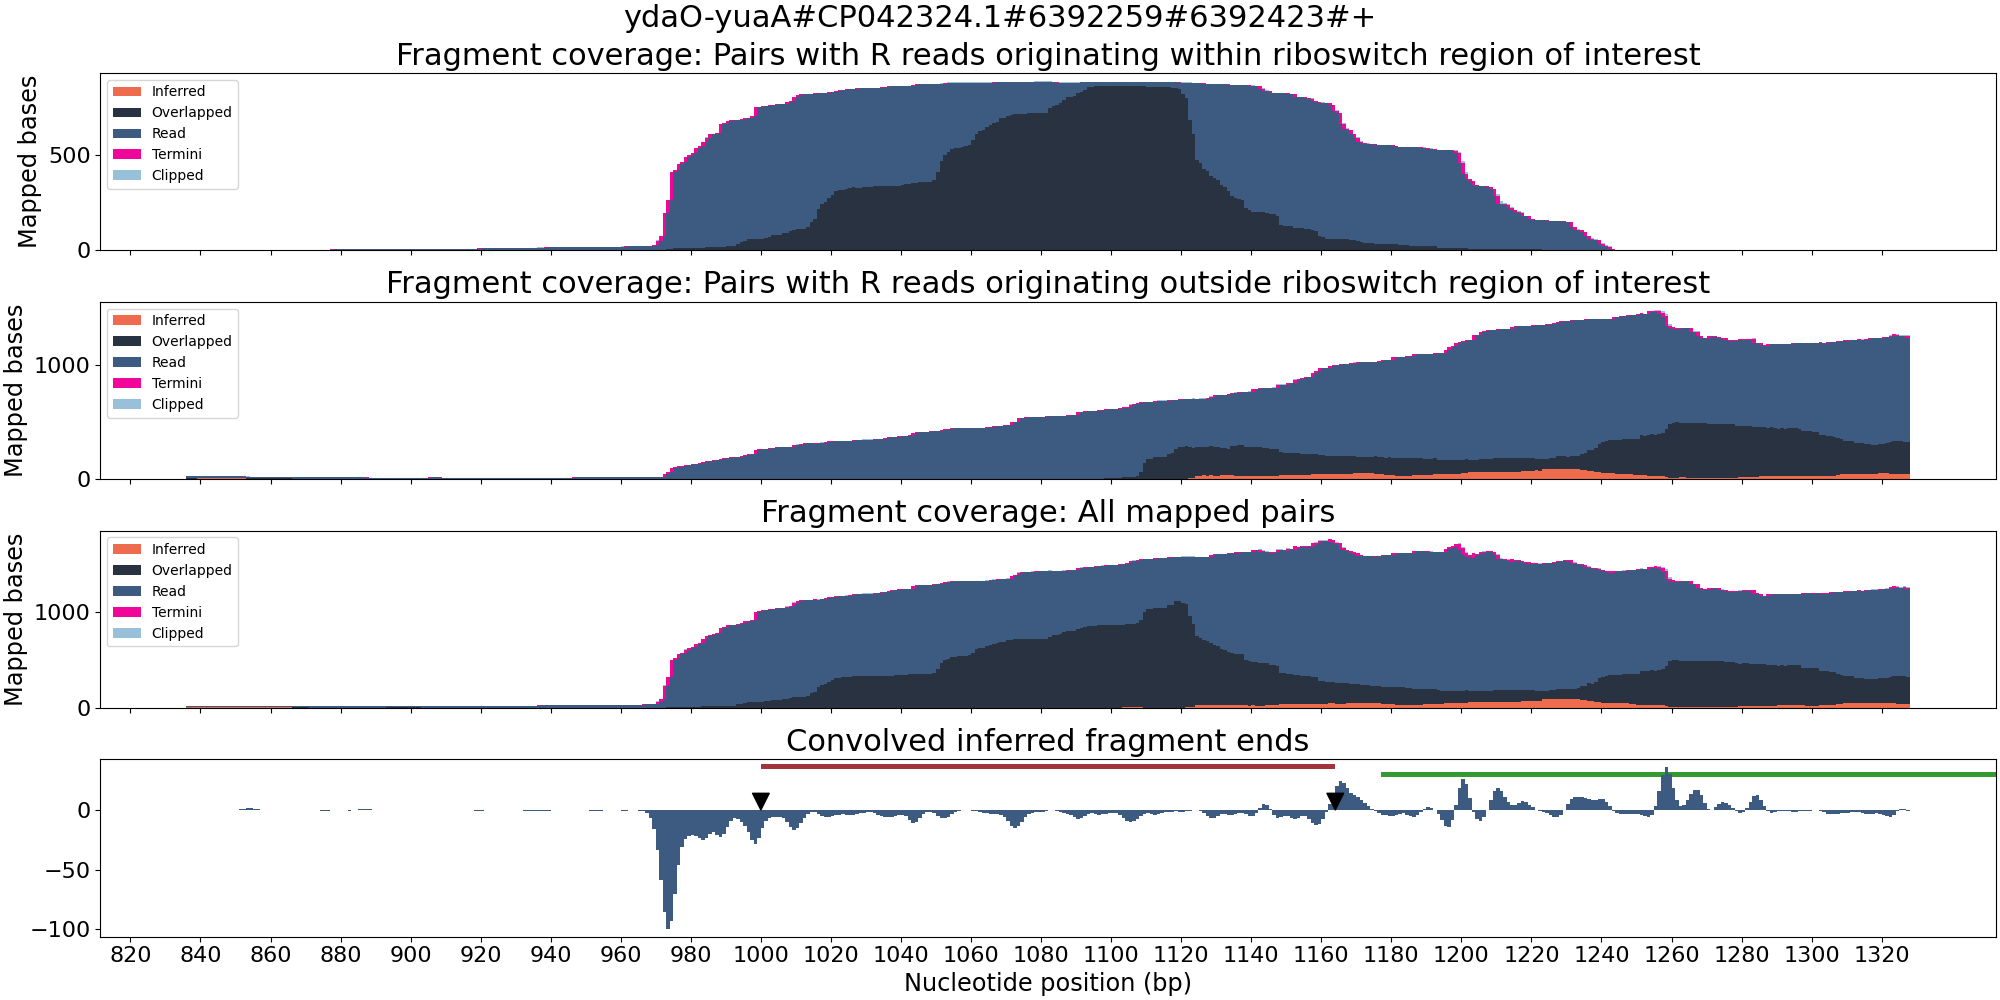 ydaO-yuaA#CP042324.1#6392259#6392423#+
Fragment coverage: Pairs with R reads originating within riboswitch region of interest
Mapped bases
500
0
Inferred
Overlapped
Read
Termini
Clipped
Fragment coverage: Pairs with R reads originating outside riboswitch region of interest
Mapped bases
1000
0
Inferred
Overlapped
Read
Termini
Clipped
Fragment coverage: All mapped pairs
Mapped bases
1000
0
Inferred
Overlapped
Read
Termini
Clipped
Convolved inferred fragment ends
0
−50
−100
820 840 860 880 900 920 940 960 980 1000 1020 1040 1060 1080 1100 1120 1140 1160 1180 1200 1220 1240 1260 1280 1300 1320
Nucleotide position (bp)